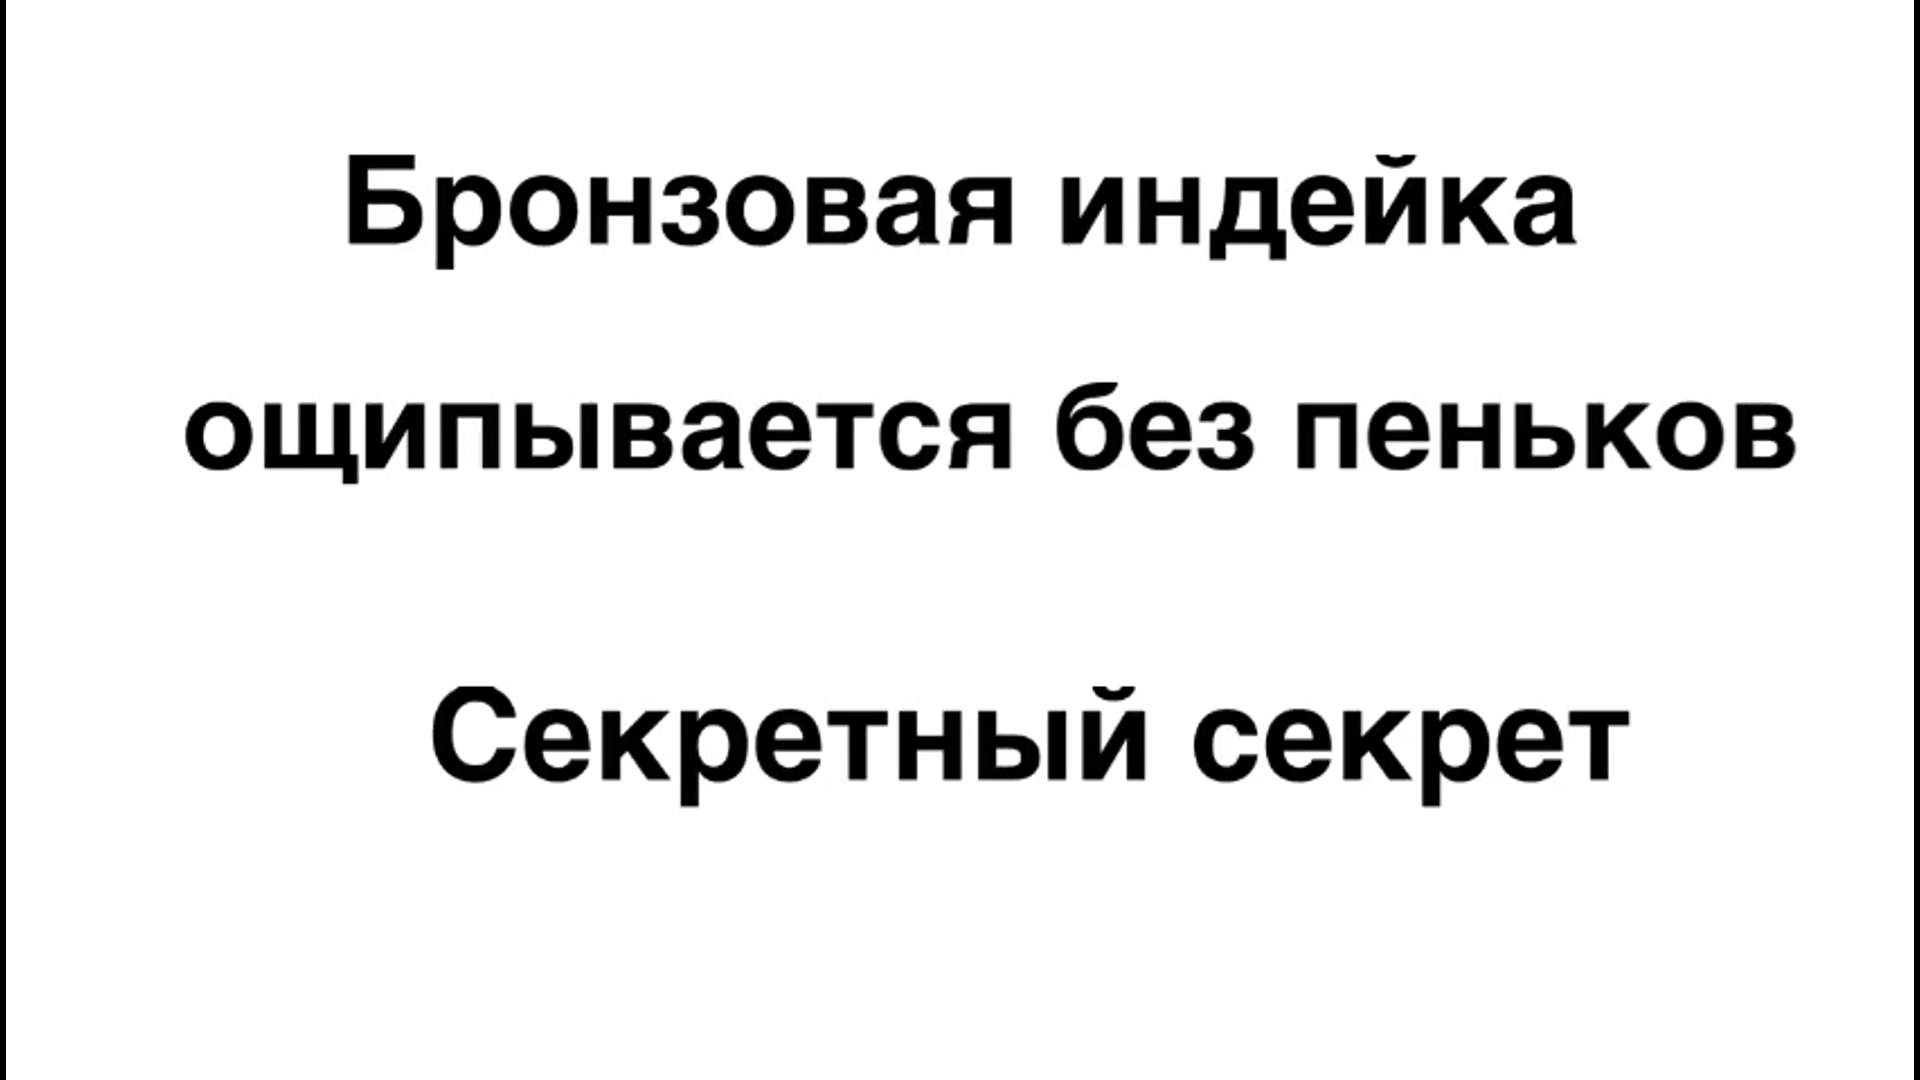 Бронзовая индейка
ощипывается без пеньков
Секретный секрет